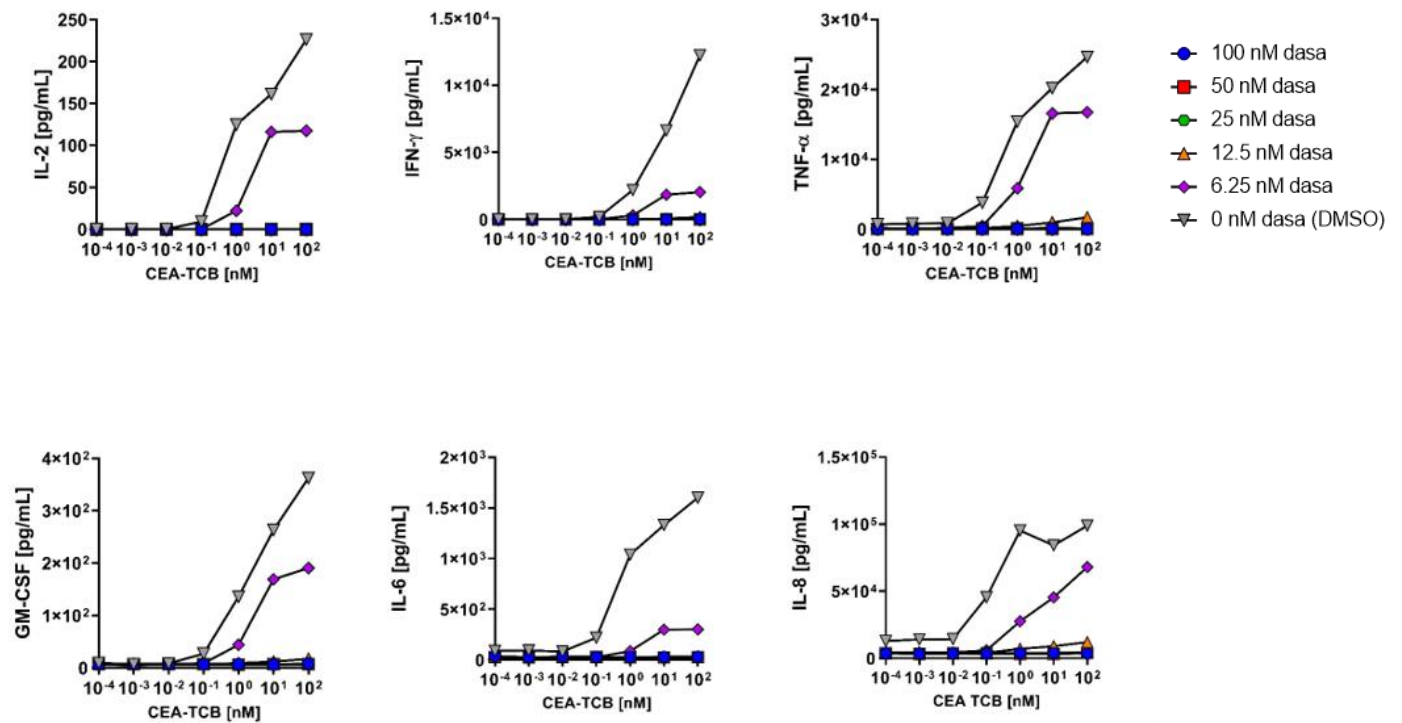 250
200
150
100
50
0
IL-2 [pg/mL]
10⁻⁴ 10⁻³ 10⁻² 10⁻¹ 10⁰ 10¹ 10²
CEA-TCB [nM]
1.5×10⁴
1×10⁴
5×10³
0
IFN-γ [pg/mL]
10⁻⁴ 10⁻³ 10⁻² 10⁻¹ 10⁰ 10¹ 10²
CEA-TCB [nM]
3×10⁴
2×10⁴
1×10⁴
0
TNF-α [pg/mL]
10⁻⁴ 10⁻³ 10⁻² 10⁻¹ 10⁰ 10¹ 10²
CEA-TCB [nM]
100 nM dasa
50 nM dasa
25 nM dasa
12.5 nM dasa
6.25 nM dasa
0 nM dasa (DMSO)
4×10²
3×10²
2×10²
1×10²
0
GM-CSF [pg/mL]
10⁻⁴ 10⁻³ 10⁻² 10⁻¹ 10⁰ 10¹ 10²
CEA-TCB [nM]
2×10³
1.5×10³
1×10³
5×10²
0
IL-6 [pg/mL]
10⁻⁴ 10⁻³ 10⁻² 10⁻¹ 10⁰ 10¹ 10²
CEA-TCB [nM]
1.5×10⁵
1×10⁵
5×10⁴
0
IL-8 [pg/mL]
10⁻⁴ 10⁻³ 10⁻² 10⁻¹ 10⁰ 10¹ 10²
CEA TCB [nM]